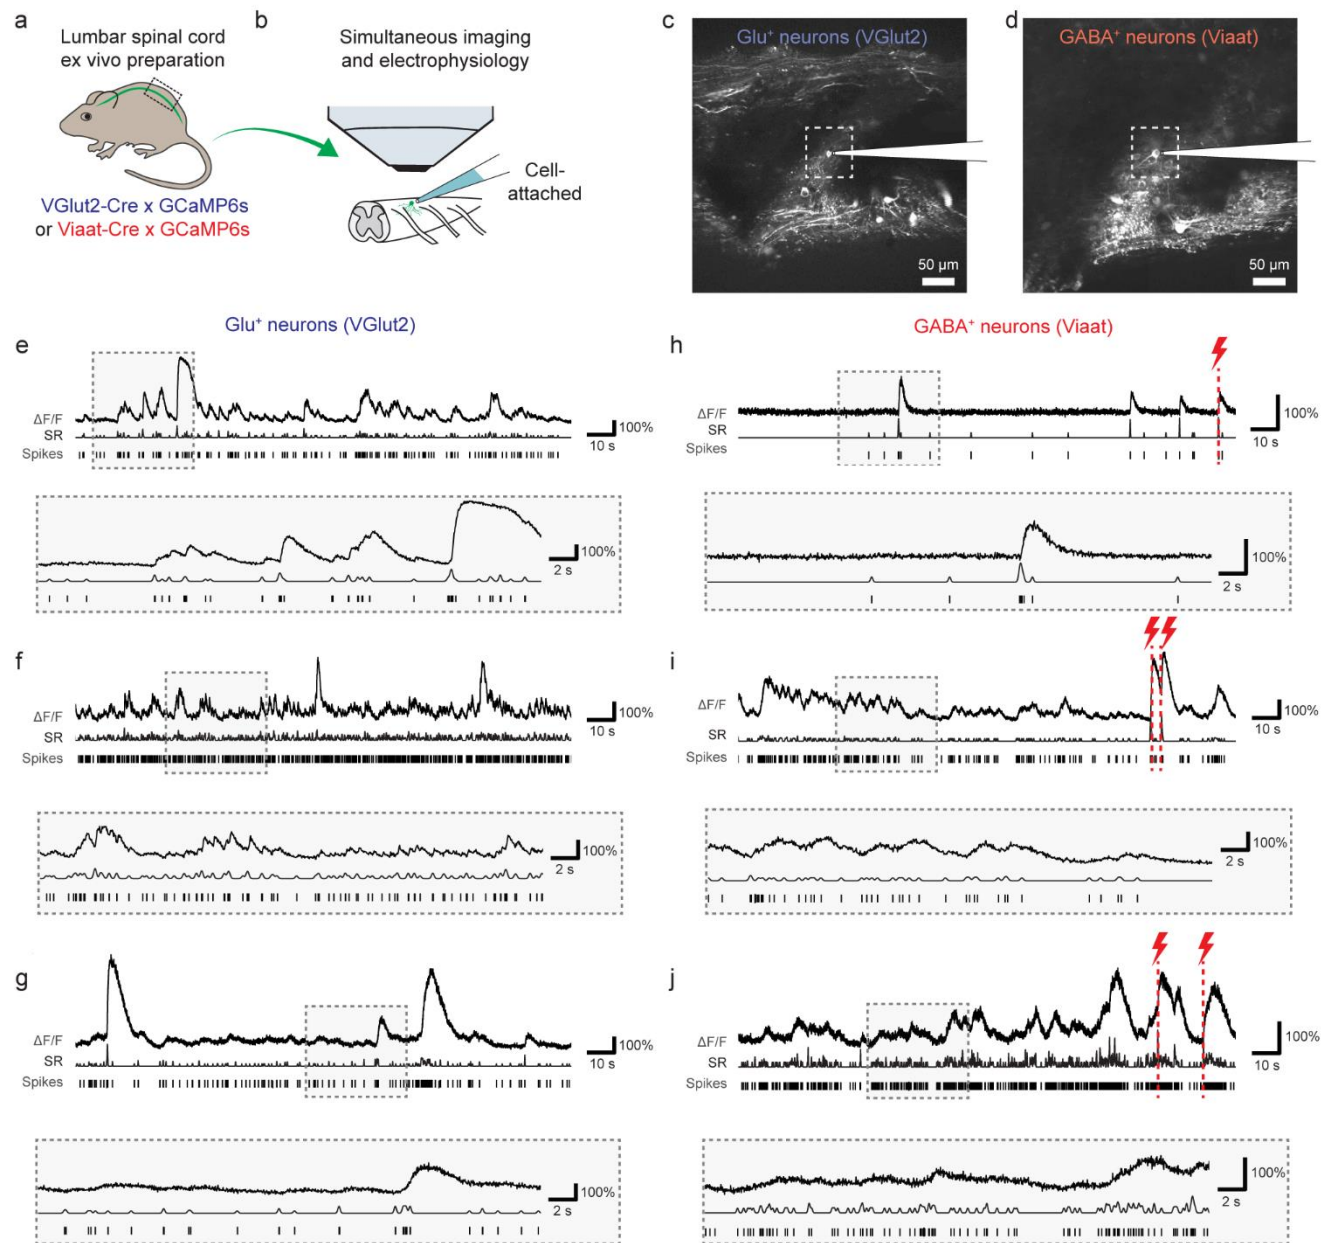 a
Lumbar spinal cord
ex vivo preparation
VGlut2-Cre x GCaMP6s
or Viaat-Cre x GCaMP6s
b
Simultaneous imaging
and electrophysiology
Cell-
attached
c
Glu⁺ neurons (VGlut2)
50 µm
d
GABA⁺ neurons (Viaat)
50 µm
Glu⁺ neurons (VGlut2)
e
ΔF/F
SR
Spikes
100%
10 s
100%
2 s
f
ΔF/F
SR
Spikes
100%
10 s
100%
2 s
g
ΔF/F
SR
Spikes
100%
10 s
100%
2 s
GABA⁺ neurons (Viaat)
h
ΔF/F
SR
Spikes
100%
10 s
100%
2 s
i
ΔF/F
SR
Spikes
100%
10 s
100%
2 s
j
ΔF/F
SR
Spikes
100%
10 s
100%
2 s